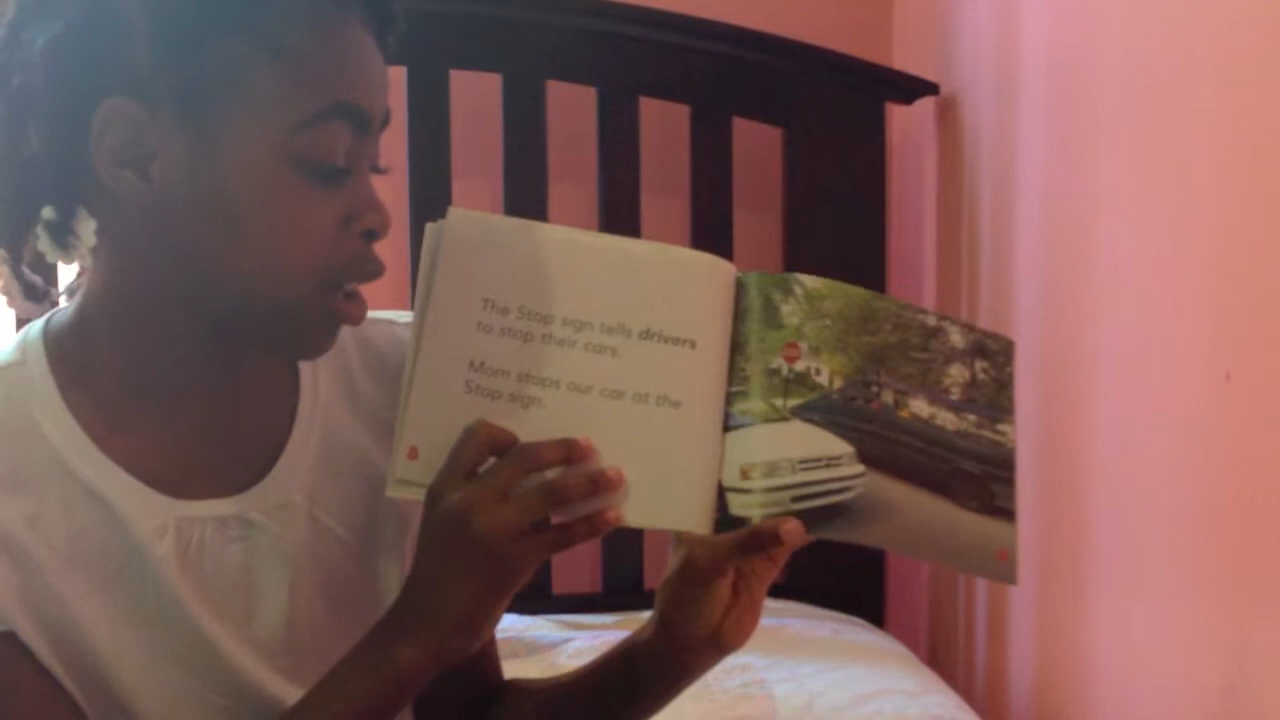 The Stop sign tells drivers
to stop their cars.
Mom stops our car at the
Stop sign.